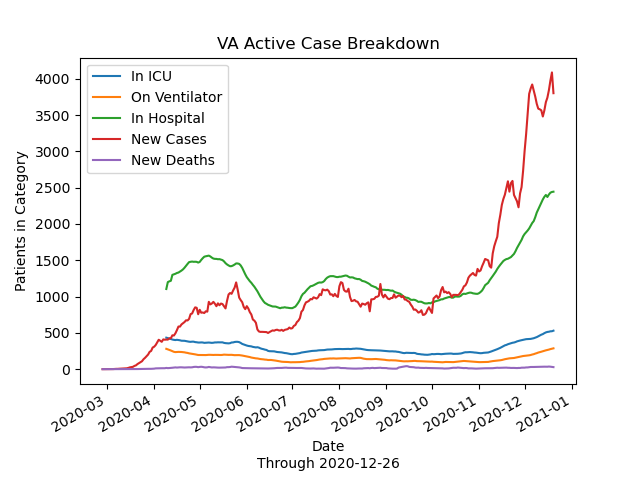 VA Active Case Breakdown
In ICU
On Ventilator
In Hospital
New Cases
New Deaths
Patients in Category
4000
3500
3000
2500
2000
1500
1000
500
0
2020-03
2020-04
2020-05
2020-06
2020-07
2020-08
2020-09
2020-10
2020-11
2020-12
2021-01
Date
Through 2020-12-26